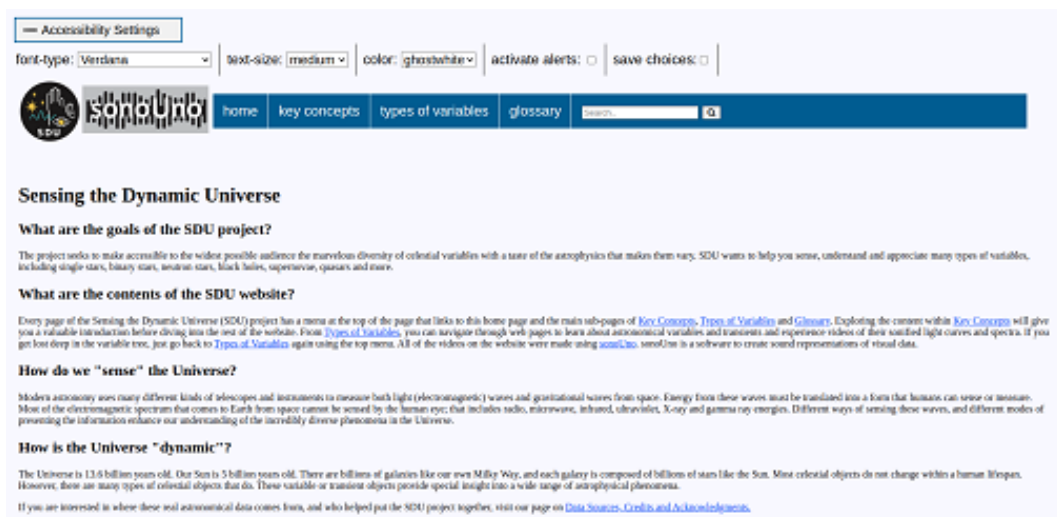 — Accessibility Settings
font-type: Verdana text-size: medium color: ghostwhite activate alerts: save choices:
SDU sonoUno home key concepts types of variables glossary Search..
Sensing the Dynamic Universe
What are the goals of the SDU project?
The project seeks to make accessible to the widest possible audience the marvelous diversity of celestial variables with a taste of the astrophysics that makes them vary. SDU wants to help you sense, understand and appreciate many types of variables,
including single stars, binary stars, neutron stars, black holes, supernovae, quasars and more.
What are the contents of the SDU website?
Every page of the Sensing the Dynamic Universe (SDU) project has a menu at the top of the page that links to this home page and the main sub-pages of Key Concepts, Types of Variables and Glossary. Exploring the content within Key Concepts will give
you a valuable introduction before diving into the rest of the website. From Types of Variables, you can navigate through web pages to learn about astronomical variables and transients and experience videos of their sonified light curves and spectra. If you
get lost deep in the variable tree, just go back to Types of Variables again using the top menu. All of the videos on the website were made using sonoUno. sonoUno is a software to create sound representations of visual data.
How do we "sense" the Universe?
Modern astronomy uses many different kinds of telescopes and instruments to measure both light (electromagnetic) waves and gravitational waves from space. Energy from these waves must be translated into a form that humans can sense or measure.
Most of the electromagnetic spectrum that comes to Earth from space cannot be sensed by the human eye; that includes radio, microwave, infrared, ultraviolet, X-ray and gamma ray energies. Different ways of sensing these waves, and different modes of
presenting the information enhance our understanding of the incredibly diverse phenomena in the Universe.
How is the Universe "dynamic"?
The Universe is 13.6 billion years old. Our Sun is 5 billion years old. There are billions of galaxies like our own Milky Way, and each galaxy is composed of billions of stars like the Sun. Most celestial objects do not change within a human lifespan.
However, there are many types of celestial objects that do. These variable or transient objects provide special insight into a wide range of astrophysical phenomena.
If you are interested in where these real astronomical data comes from, and who helped put the SDU project together, visit our page on Data Sources, Credits and Acknowledgments.